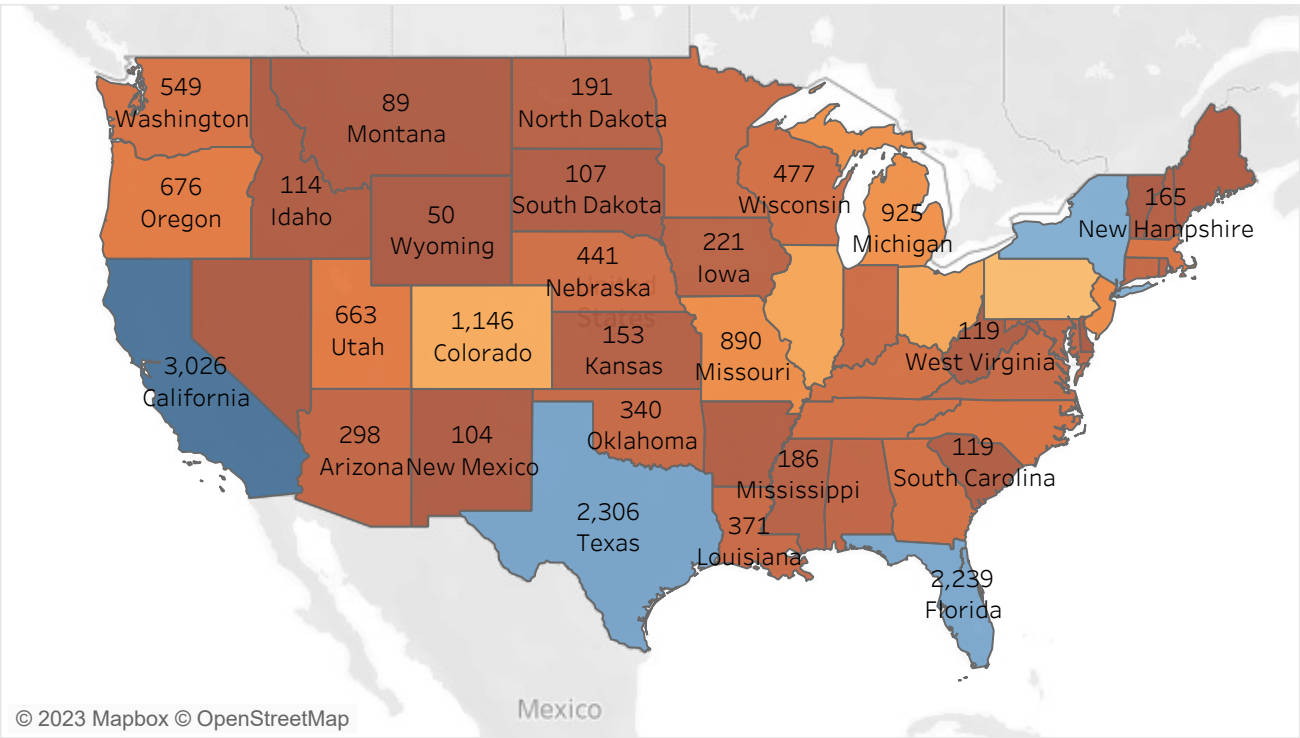 549
Washington
89
Montana
191
North Dakota
676
Oregon
114
Idaho
107
South Dakota
477
Wisconsin
165
New Hampshire
50
Wyoming
925
Michigan
221
Iowa
441
Nebraska
United
States
663
Utah
1,146
Colorado
153
Kansas
890
Missouri
119
West Virginia
3,026
California
298
Arizona
104
New Mexico
340
Oklahoma
186
Mississippi
119
South Carolina
2,306
Texas
371
Louisiana
2,239
Florida
Mexico
© 2023 Mapbox © OpenStreetMap